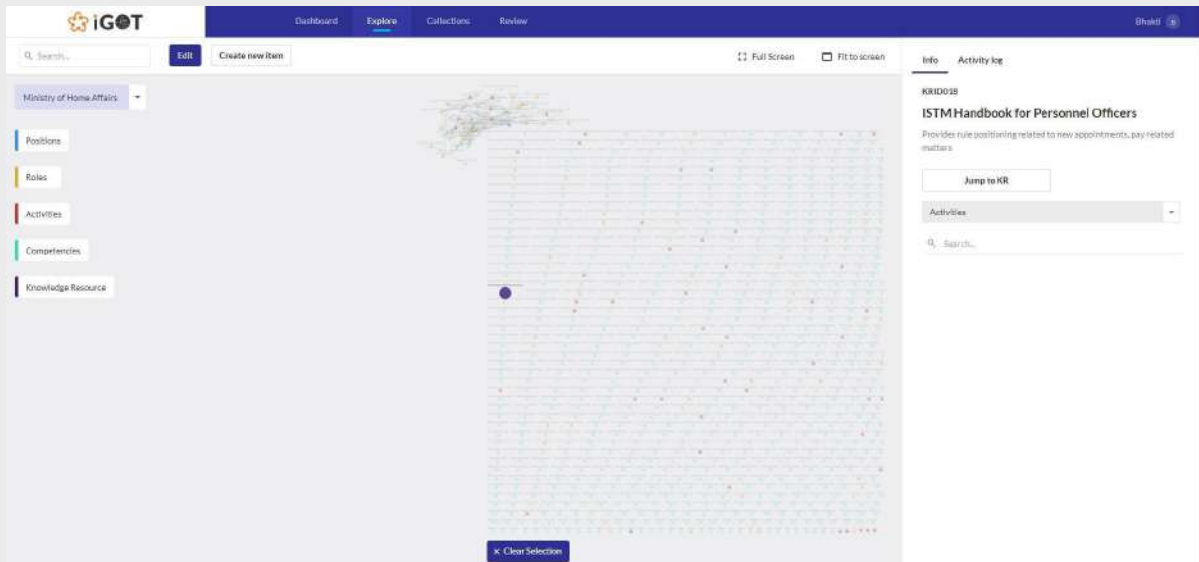 iGOT
Dashboard
Explore
Collections
Review
Bhakti
B
Search...
Edit
Create new item
Full Screen
Fit to screen
Info
Activity log
Ministry of Home Affairs
Positions
Roles
Activities
Competencies
Knowledge Resource
KRID018
ISTM Handbook for Personnel Officers
Provides rule positioning related to new appointments, pay related
matters
Jump to KR
Activities
Search...
× Clear Selection